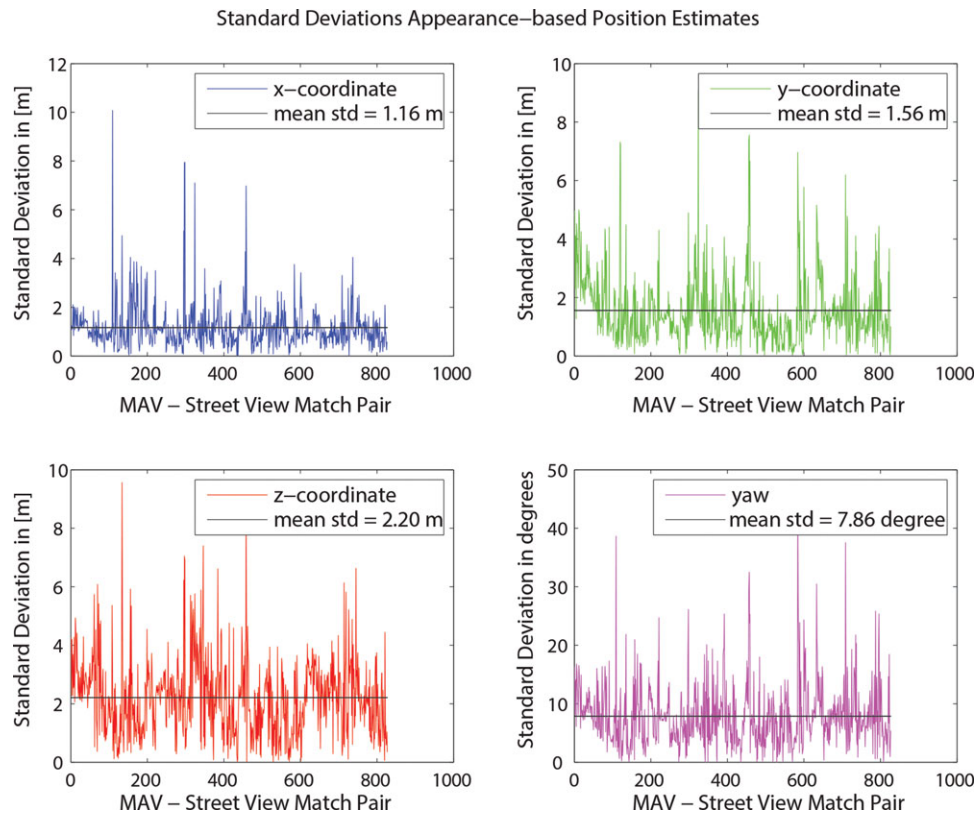 Standard Deviations Appearance−based Position Estimates
12
10
8
6
4
2
0
Standard Deviation in [m]
x−coordinate
mean std = 1.16 m
0 200 400 600 800 1000
MAV − Street View Match Pair
10
8
6
4
2
0
Standard Deviation in [m]
y−coordinate
mean std = 1.56 m
0 200 400 600 800 1000
MAV − Street View Match Pair
10
8
6
4
2
0
Standard Deviation in [m]
z−coordinate
mean std = 2.20 m
0 200 400 600 800 1000
MAV − Street View Match Pair
50
40
30
20
10
0
Standard Deviation in degrees
yaw
mean std = 7.86 degree
0 200 400 600 800 1000
MAV − Street View Match Pair